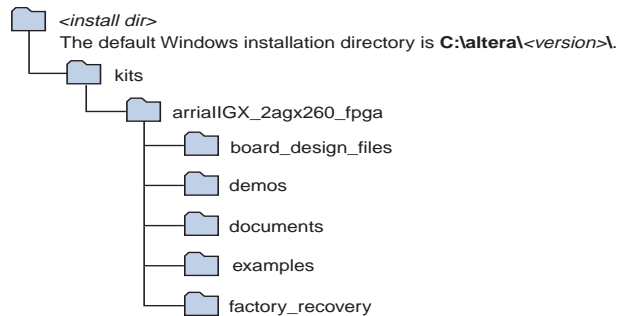 <install dir>
The default Windows installation directory is C:\altera\<version>\.
kits
arriaIIGX_2agx260_fpga
board_design_files
demos
documents
examples
factory_recovery